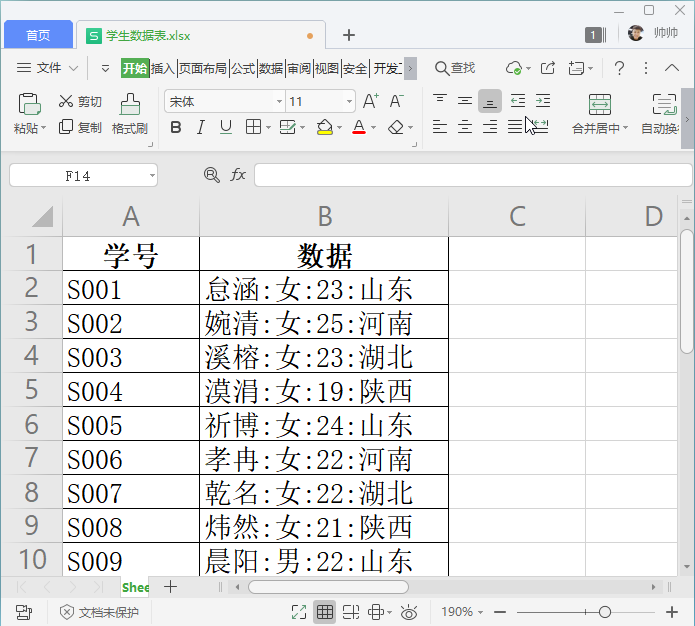 首页 学生数据表.xlsx 1 帅帅
文件 开始 插入 页面布局 公式 数据 审阅 视图 安全 开发工 查找
剪切 宋体 11
粘贴 复制 格式刷 合并居中 自动换
F14 fx
A B C D
1 学号 数据
2 S001 怠涵:女:23:山东
3 S002 婉清:女:25:河南
4 S003 溪榕:女:23:湖北
5 S004 漠涓:女:19:陕西
6 S005 祈博:女:24:山东
7 S006 孝冉:女:22:河南
8 S007 乾名:女:22:湖北
9 S008 炜然:女:21:陕西
10 S009 晨阳:男:22:山东
Shee
文档未保护 190%